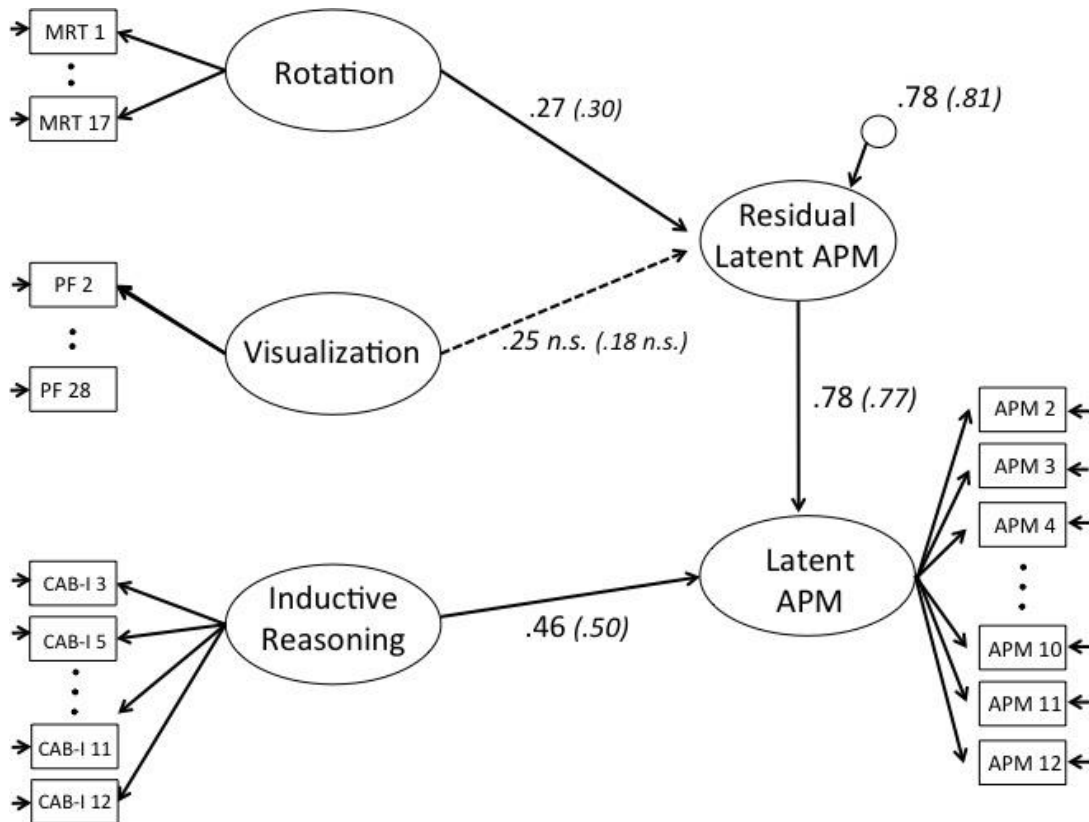 MRT 1
MRT 17
Rotation
.27 (.30)
.78 (.81)
Residual
Latent APM
PF 2
PF 28
Visualization
.25 n.s. (.18 n.s.)
.78 (.77)
APM 2
APM 3
APM 4
APM 10
APM 11
APM 12
Latent
APM
CAB-I 3
CAB-I 5
CAB-I 11
CAB-I 12
Inductive
Reasoning
.46 (.50)